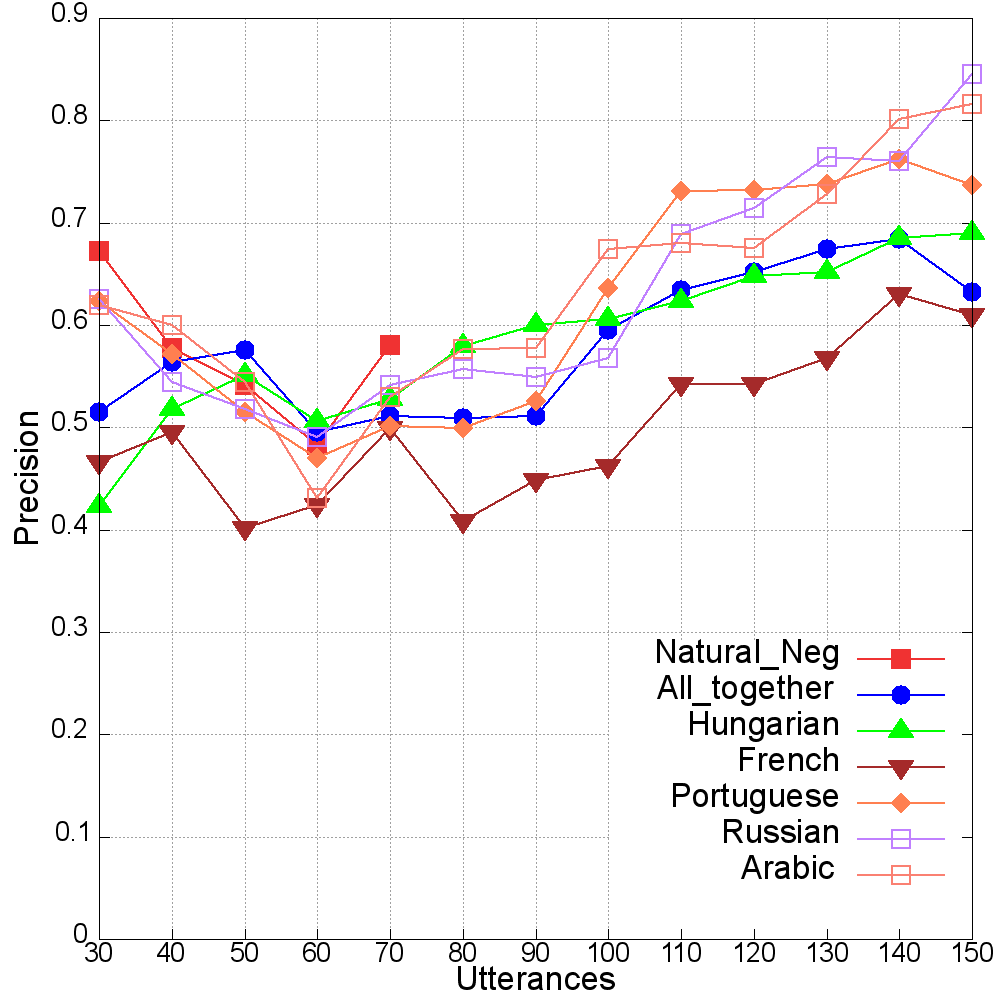 0.9
0.8
0.7
0.6
0.5
0.4
0.3
0.2
0.1
0
Precision
30 40 50 60 70 80 90 100 110 120 130 140 150
Utterances
Natural_Neg
All_together
Hungarian
French
Portuguese
Russian
Arabic